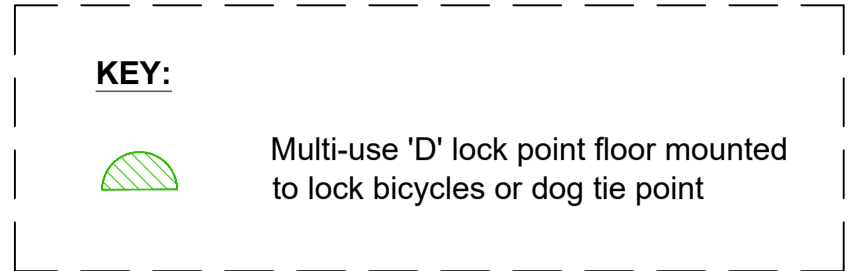 KEY:
Multi-use 'D' lock point floor mounted
to lock bicycles or dog tie point